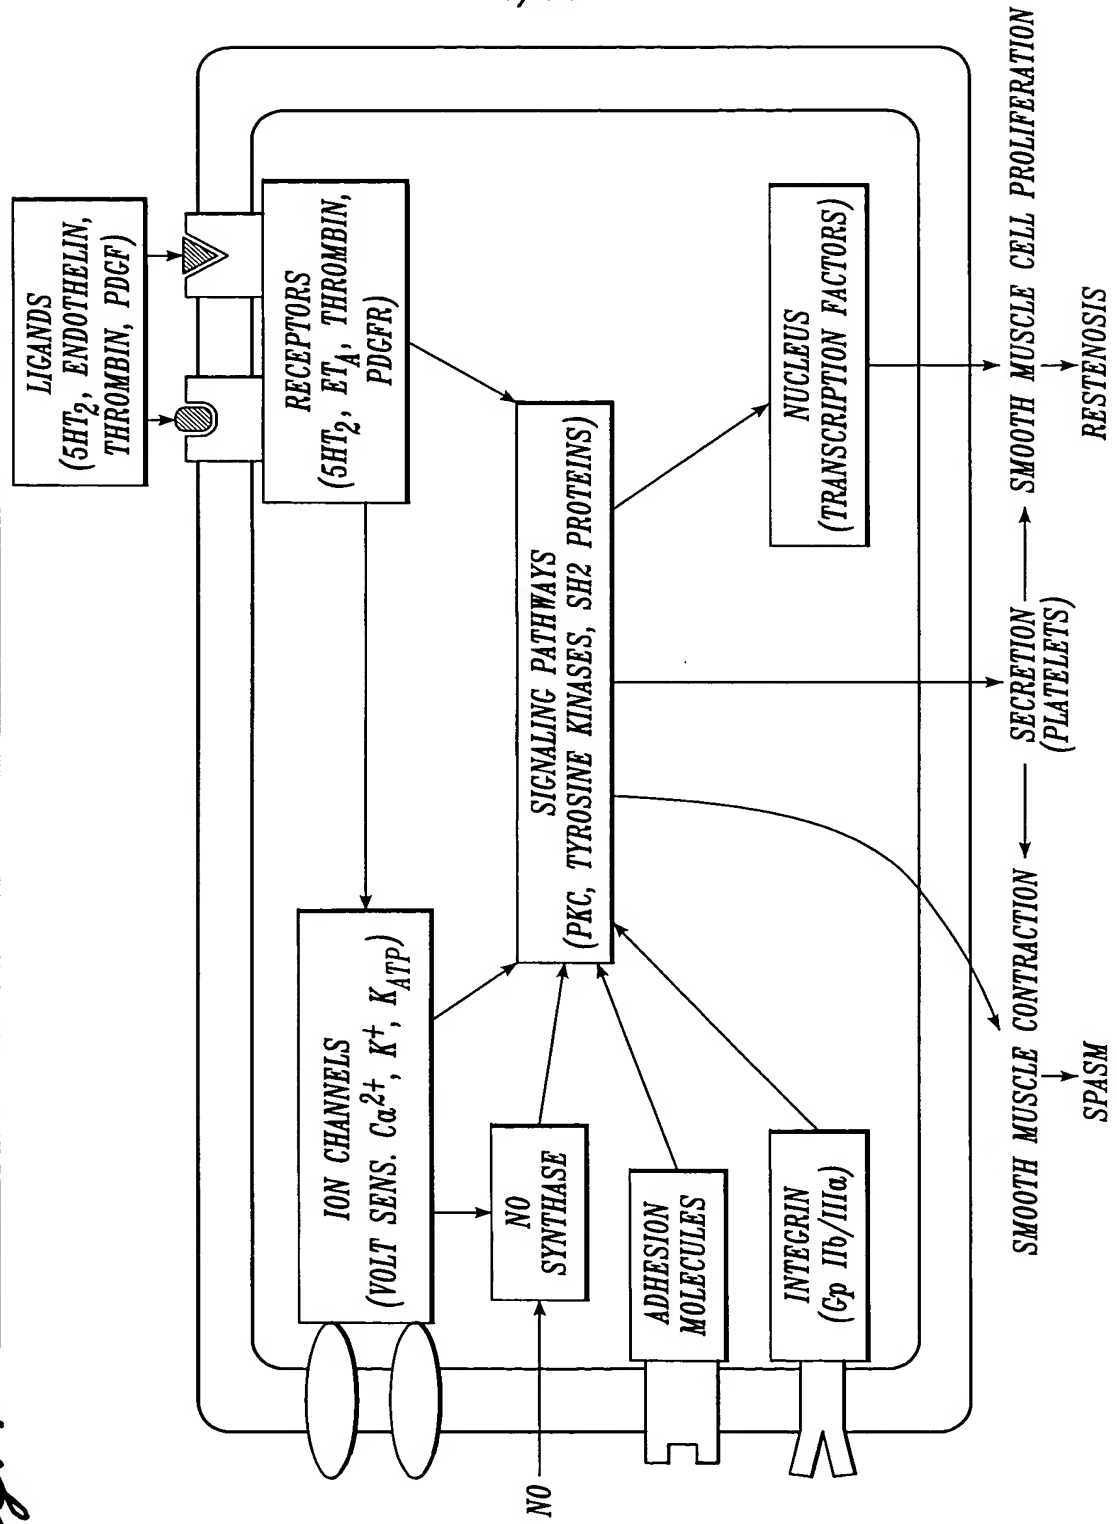 LIGANDS
(5HT2, ENDOTHELIN,
THROMBIN, PDGF)
RECEPTORS
(5HT2, ETA, THROMBIN,
PDGFR)
ION CHANNELS
(VOLT SENS. Ca2+, K+, KATP)
NO
NO
SYNTHASE
SIGNALING PATHWAYS
(PKC, TYROSINE KINASES, SH2 PROTEINS)
ADHESION
MOLECULES
INTEGRIN
(Gp IIb/IIIa)
NUCLEUS
(TRANSCRIPTION FACTORS)
SMOOTH MUSCLE CONTRACTION
SECRETION
(PLATELETS)
SMOOTH MUSCLE CELL PROLIFERATION
SPASM
RESTENOSIS